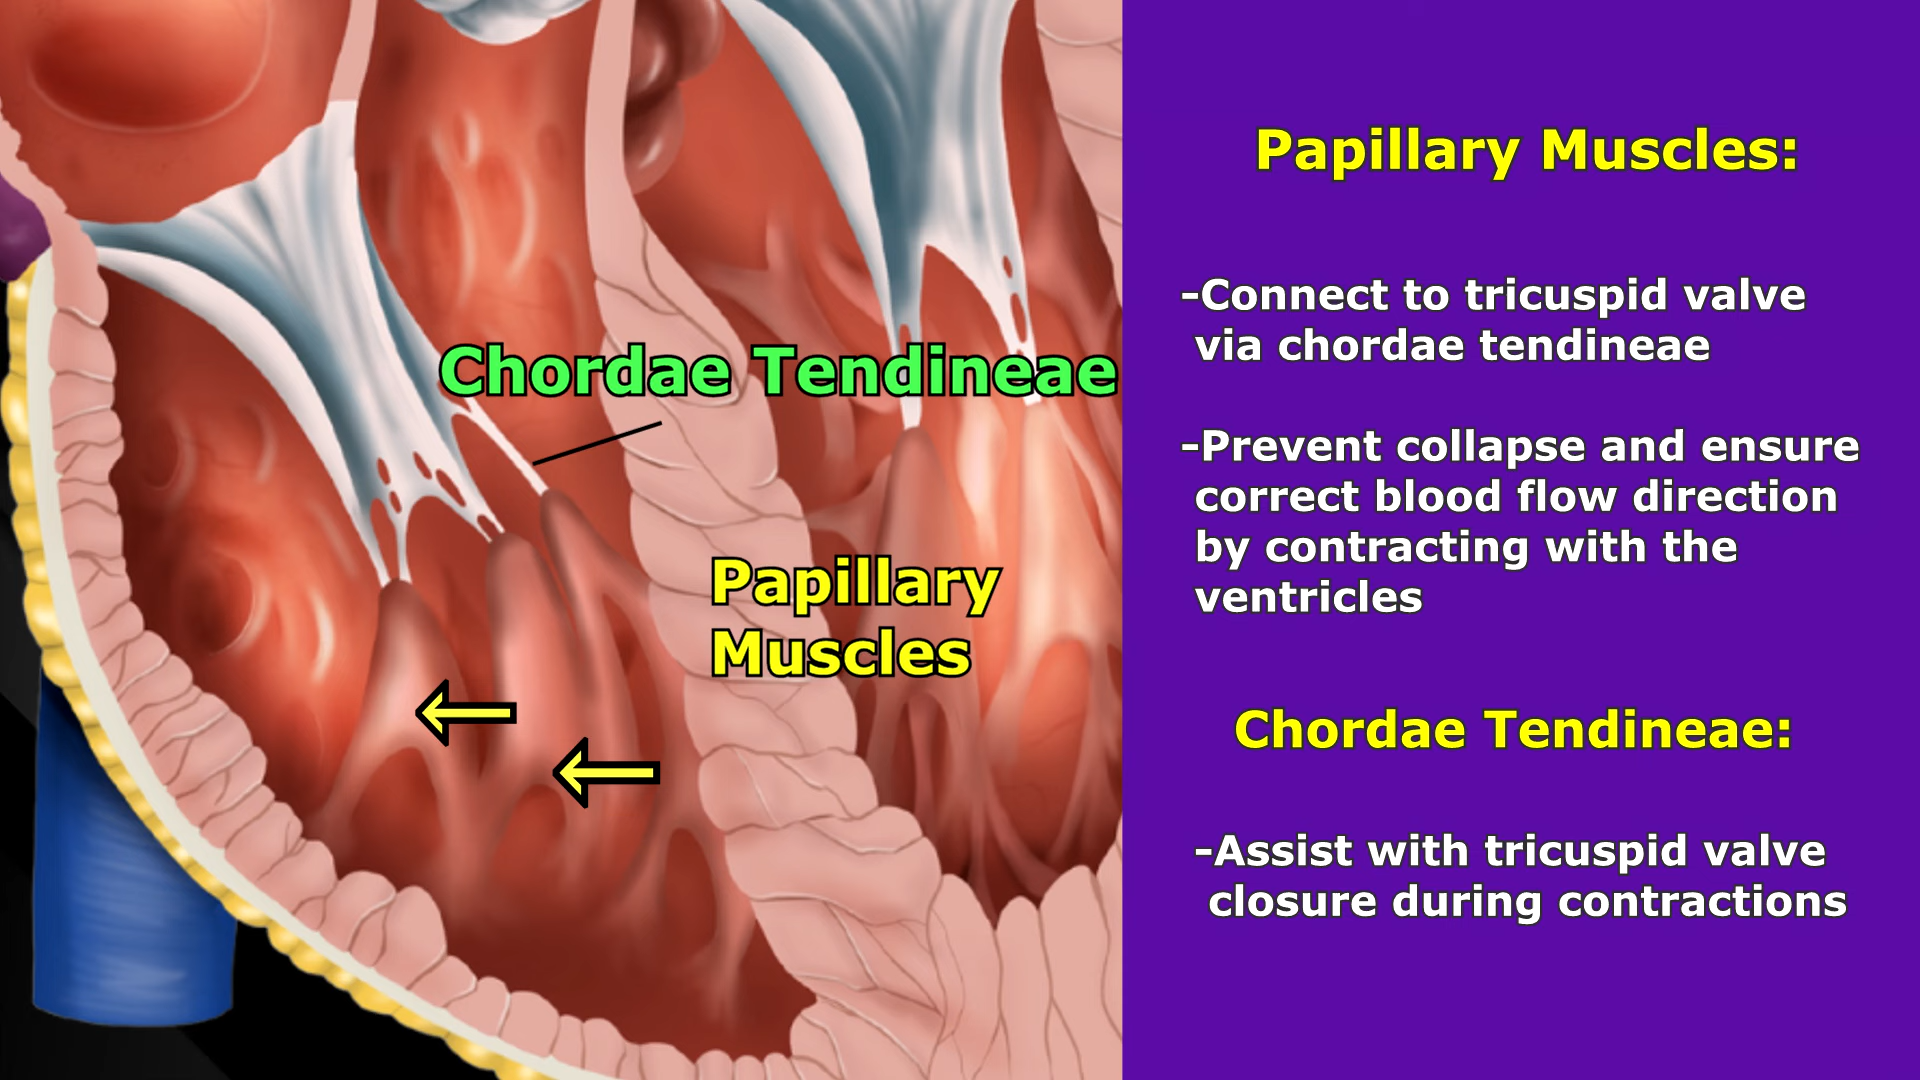 Chordae Tendineae
Papillary
Muscles
Papillary Muscles:
-Connect to tricuspid valve
via chordae tendineae
-Prevent collapse and ensure
correct blood flow direction
by contracting with the
ventricles
Chordae Tendineae:
-Assist with tricuspid valve
closure during contractions